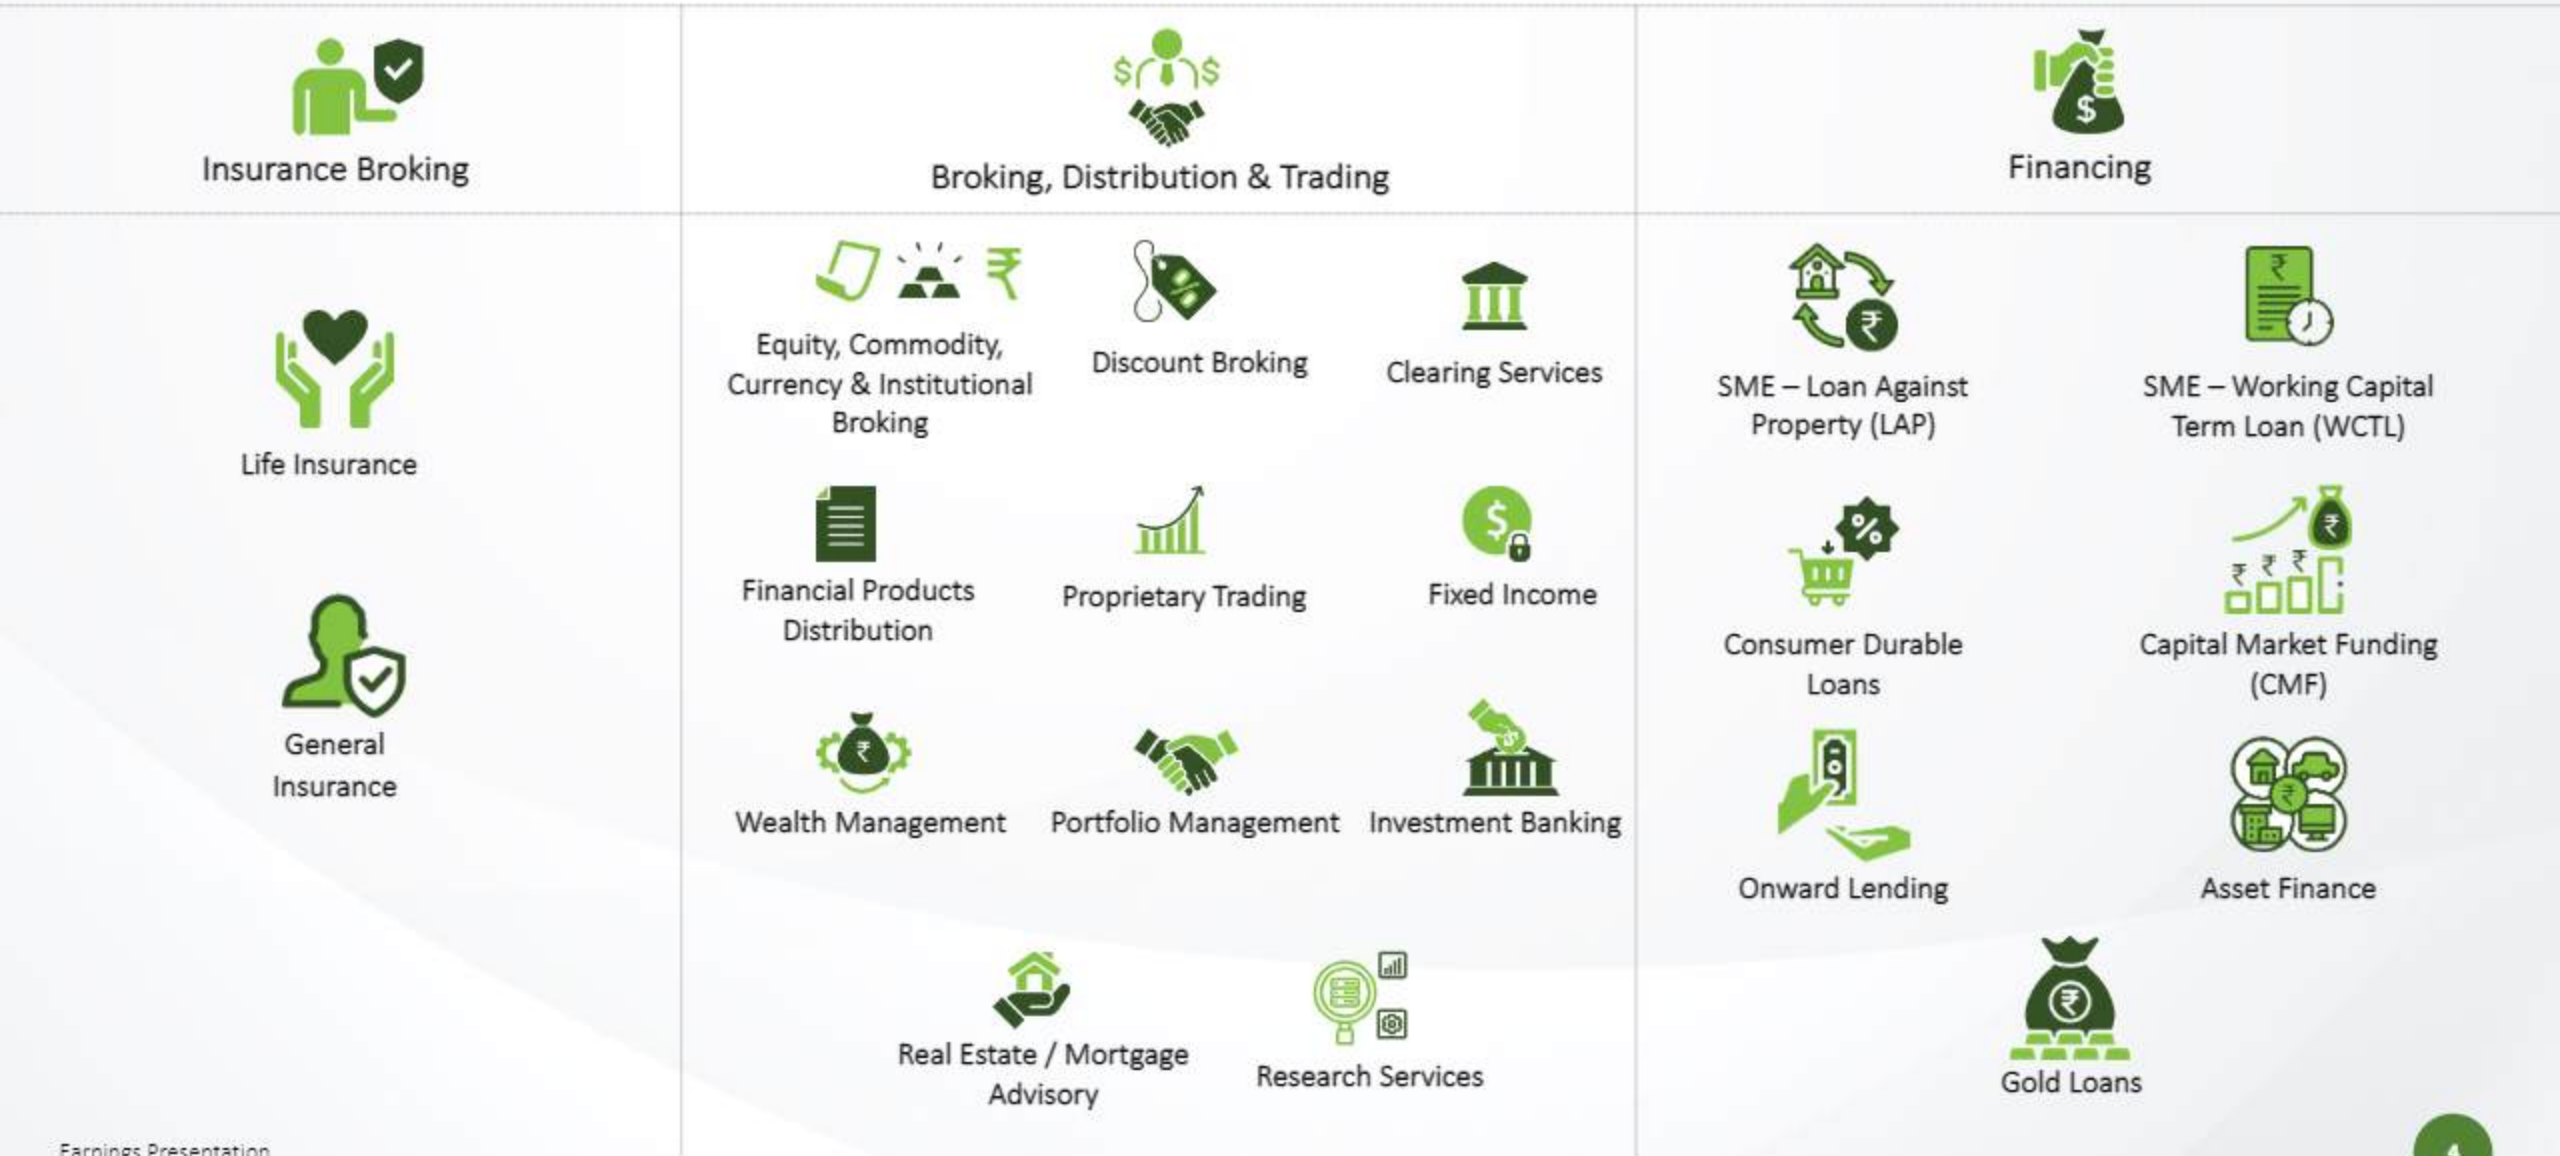 Insurance Broking
Broking, Distribution & Trading
Financing
Life Insurance
General
Insurance
Equity, Commodity,
Currency & Institutional
Broking
Discount Broking
Clearing Services
Financial Products
Distribution
Proprietary Trading
Fixed Income
Wealth Management
Portfolio Management
Investment Banking
Real Estate / Mortgage
Advisory
Research Services
SME – Loan Against
Property (LAP)
SME – Working Capital
Term Loan (WCTL)
Consumer Durable
Loans
Capital Market Funding
(CMF)
Onward Lending
Asset Finance
Gold Loans
Earnings Presentation